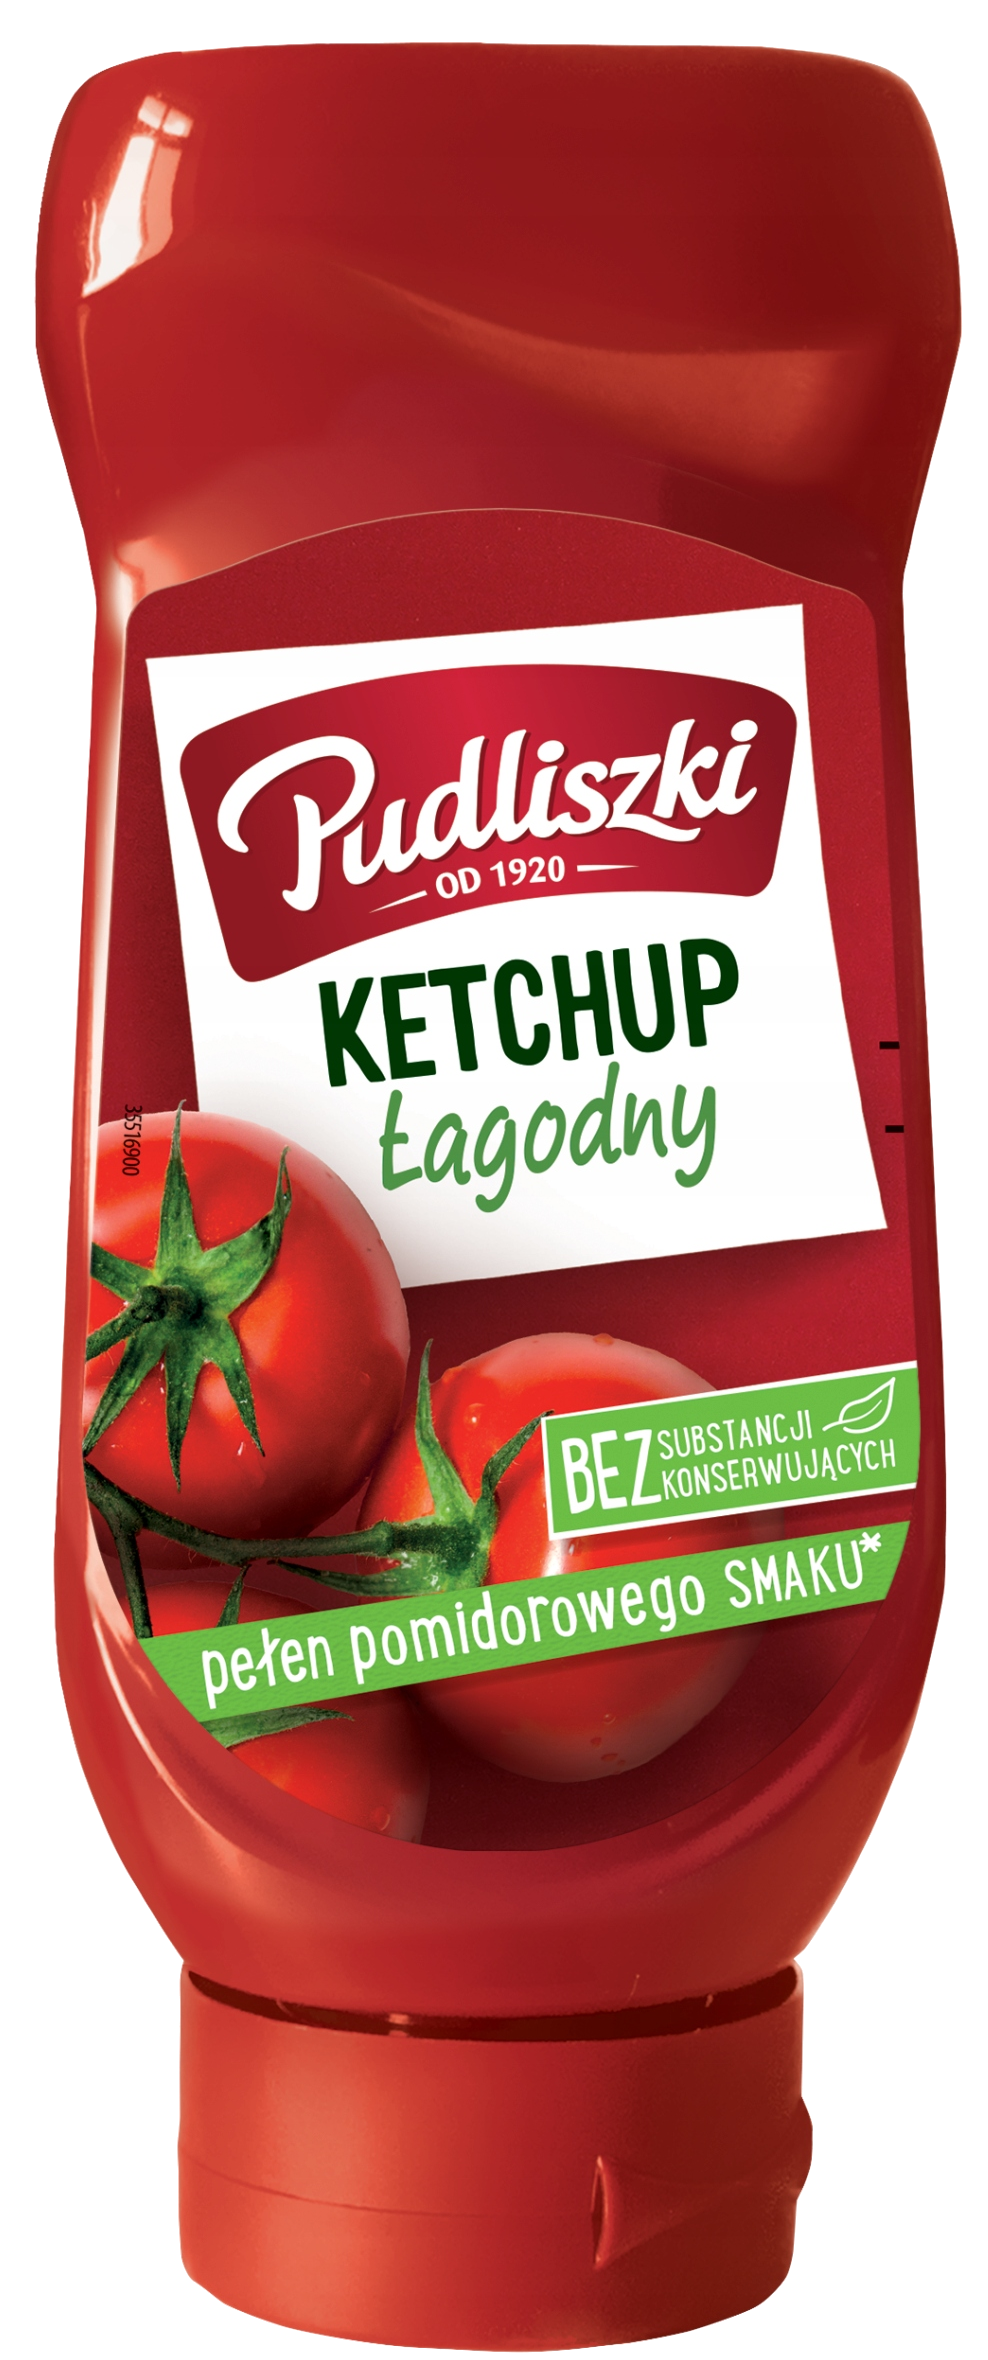 Pudliszki
OD 1920
KETCHUP
Łagodny
35516900
BEZ SUBSTANCJI
KONSERWUJĄCYCH
pełen pomidorowego SMAKU*